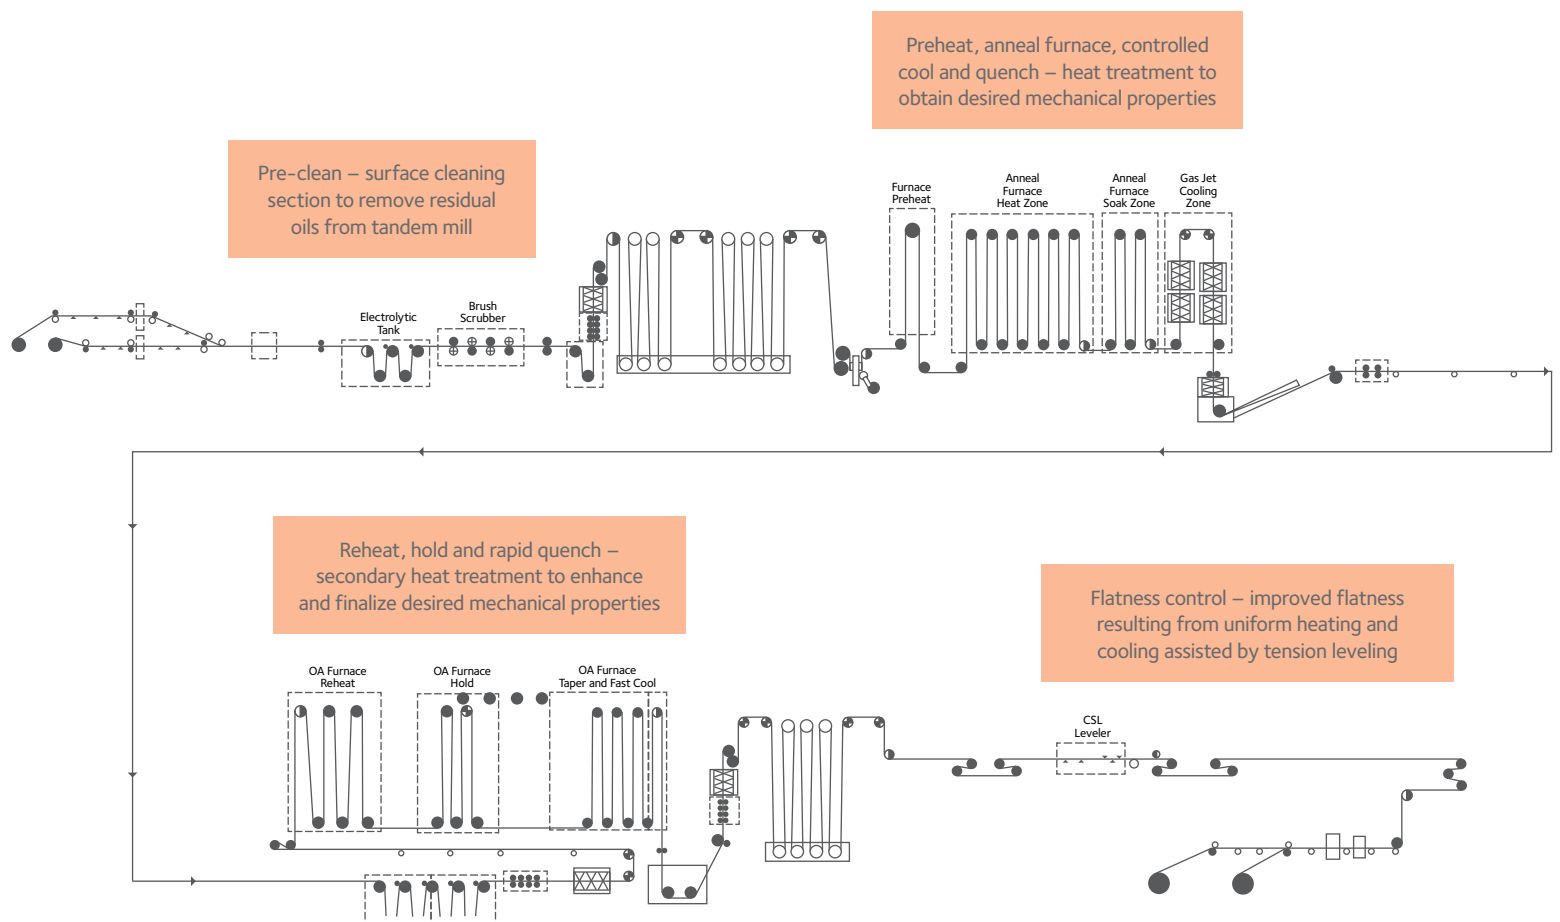 Preheat, anneal furnace, controlled
cool and quench – heat treatment to
obtain desired mechanical properties
Pre-clean – surface cleaning
section to remove residual
oils from tandem mill
Furnace
Preheat
Anneal
Furnace
Heat Zone
Anneal
Furnace
Soak Zone
Gas Jet
Cooling
Zone
Electrolytic
Tank
Brush
Scrubber
Reheat, hold and rapid quench –
secondary heat treatment to enhance
and finalize desired mechanical properties
Flatness control – improved flatness
resulting from uniform heating and
cooling assisted by tension leveling
OA Furnace
Reheat
OA Furnace
Hold
OA Furnace
Taper and Fast Cool
CSL
Leveler